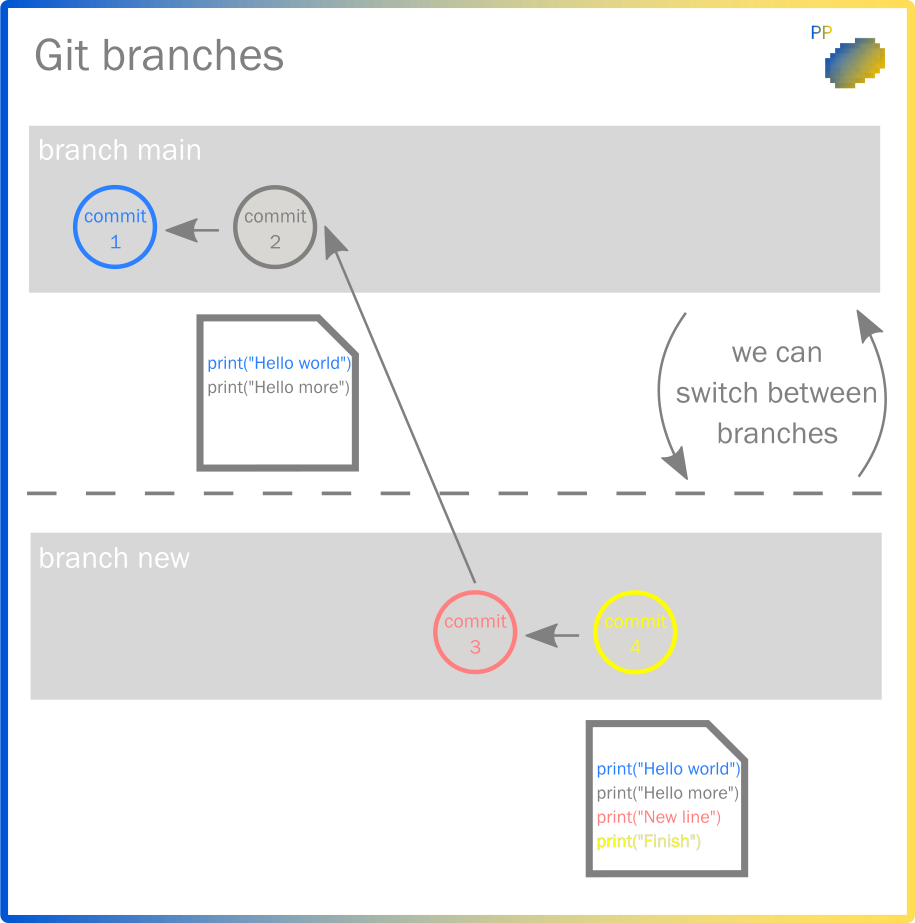 Git branches
PP
branch main
commit
1
commit
2
print("Hello world")
print("Hello more")
we can
switch between
branches
branch new
commit
3
commit
4
print("Hello world")
print("Hello more")
print("New line")
print("Finish")